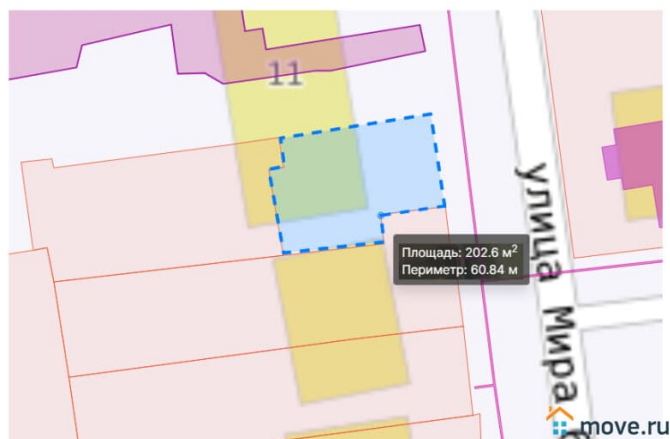 11
улица Мира
Площадь: 202.6 м²
Периметр: 60.84 м
move.ru